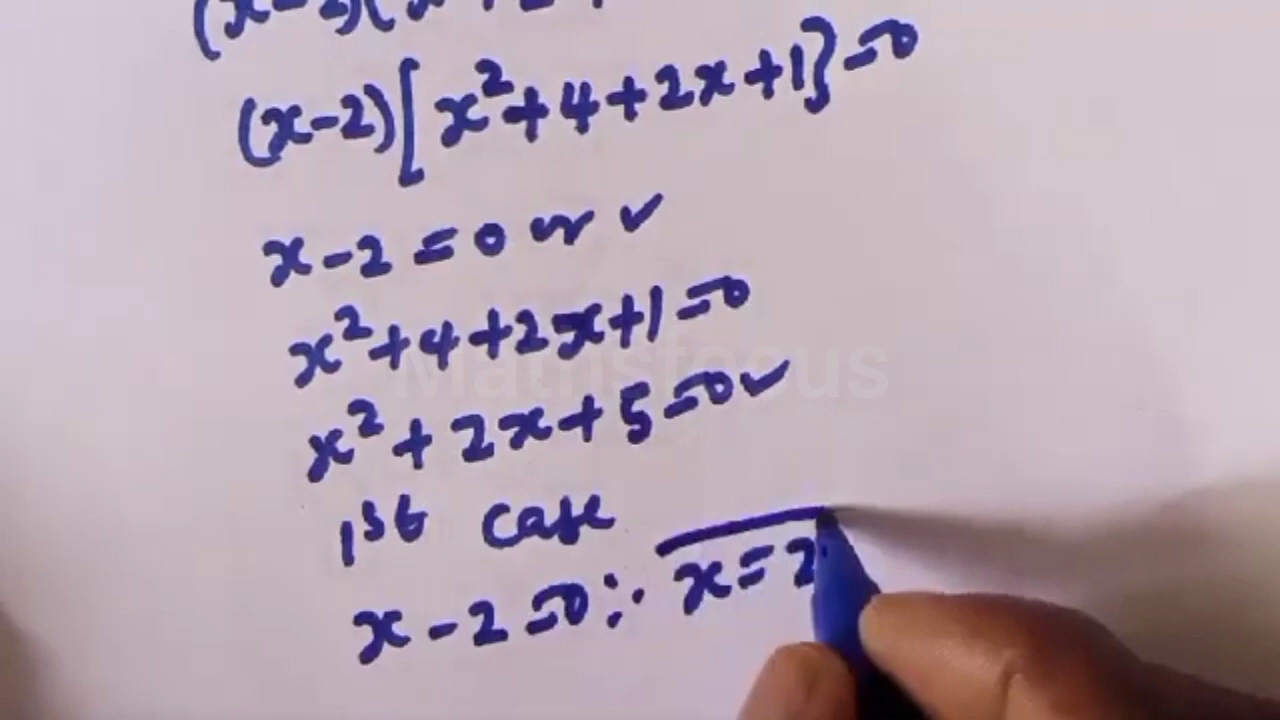 (x-2)[x²+4+2x+1}=0
x-2=0 or ✓
x²+4+2x+1=0
x²+2x+5=0✓
1st case
x-2=0 ∴ x=2
Mathsfocus